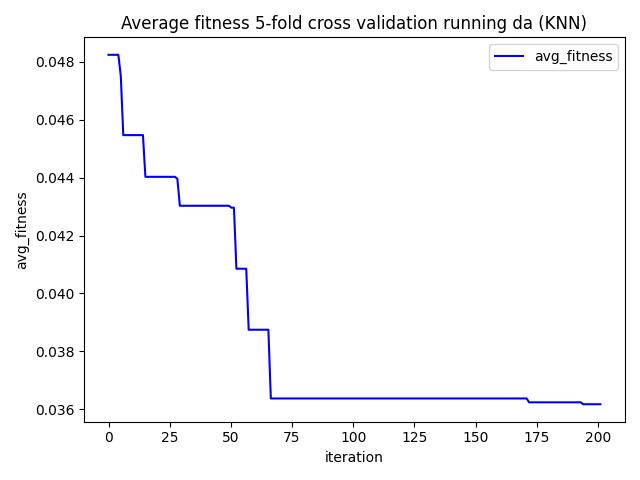 Average fitness 5-fold cross validation running da (KNN)
avg_fitness
0.048
0.046
0.044
0.042
0.040
0.038
0.036
avg_fitness
0 25 50 75 100 125 150 175 200
iteration